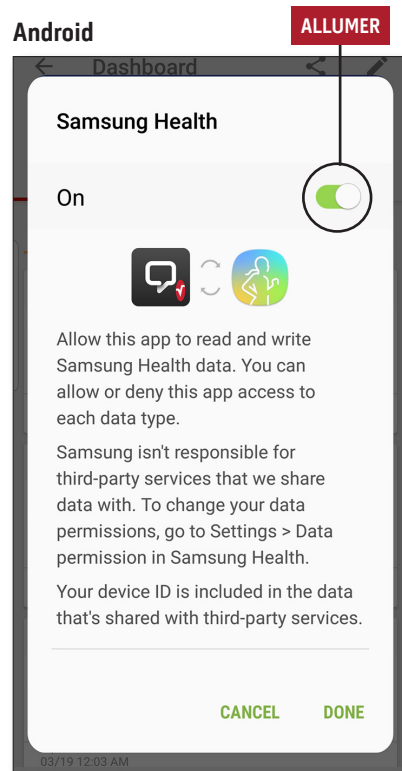 Android
ALLUMER
Dashboard
Samsung Health
On
Allow this app to read and write
Samsung Health data. You can
allow or deny this app access to
each data type.
Samsung isn't responsible for
third-party services that we share
data with. To change your data
permissions, go to Settings > Data
permission in Samsung Health.
Your device ID is included in the data
that's shared with third-party services.
CANCEL DONE
03/19 12:03 AM